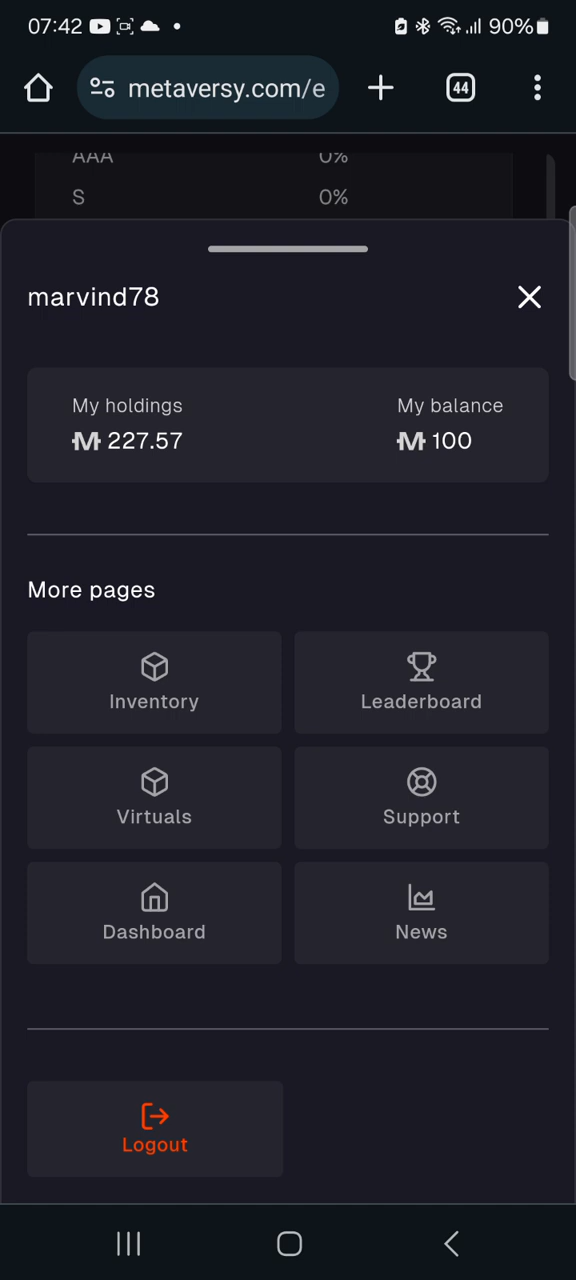 07:42 90%
metaversy.com/e 44
AAA 0%
S 0%
marvind78
My holdings My balance
M 227.57 M 100
More pages
Inventory Leaderboard
Virtuals Support
Dashboard News
Logout